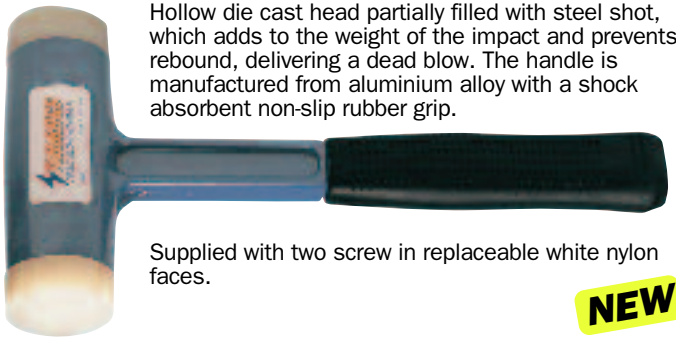 Hollow die cast head partially filled with steel shot,
which adds to the weight of the impact and prevents
rebound, delivering a dead blow. The handle is
manufactured from aluminium alloy with a shock
absorbent non-slip rubber grip.
Supplied with two screw in replaceable white nylon
faces.
NEW